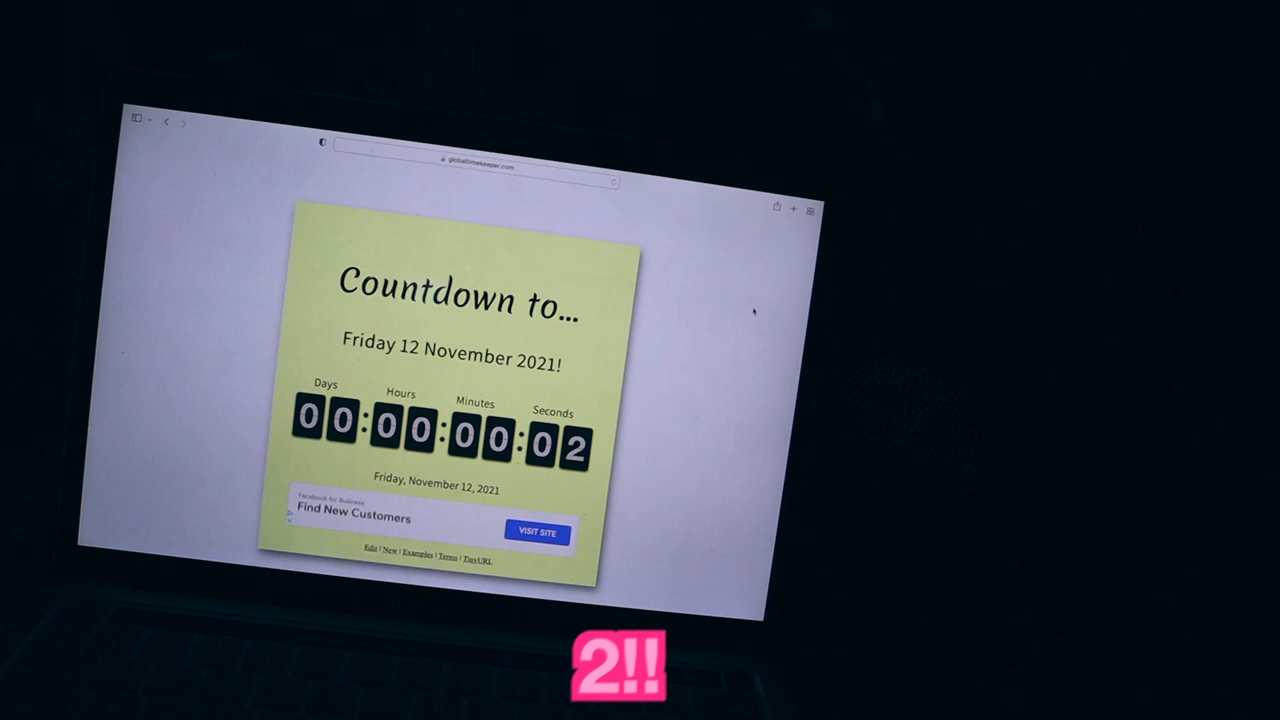 globaltimekeeper.com
Countdown to...
Friday 12 November 2021!
Days Hours Minutes Seconds
00:00:00:02
Friday, November 12, 2021
Facebook for Business
Find New Customers
VISIT SITE
Edit | New | Examples | Terms | TinyURL
2!!